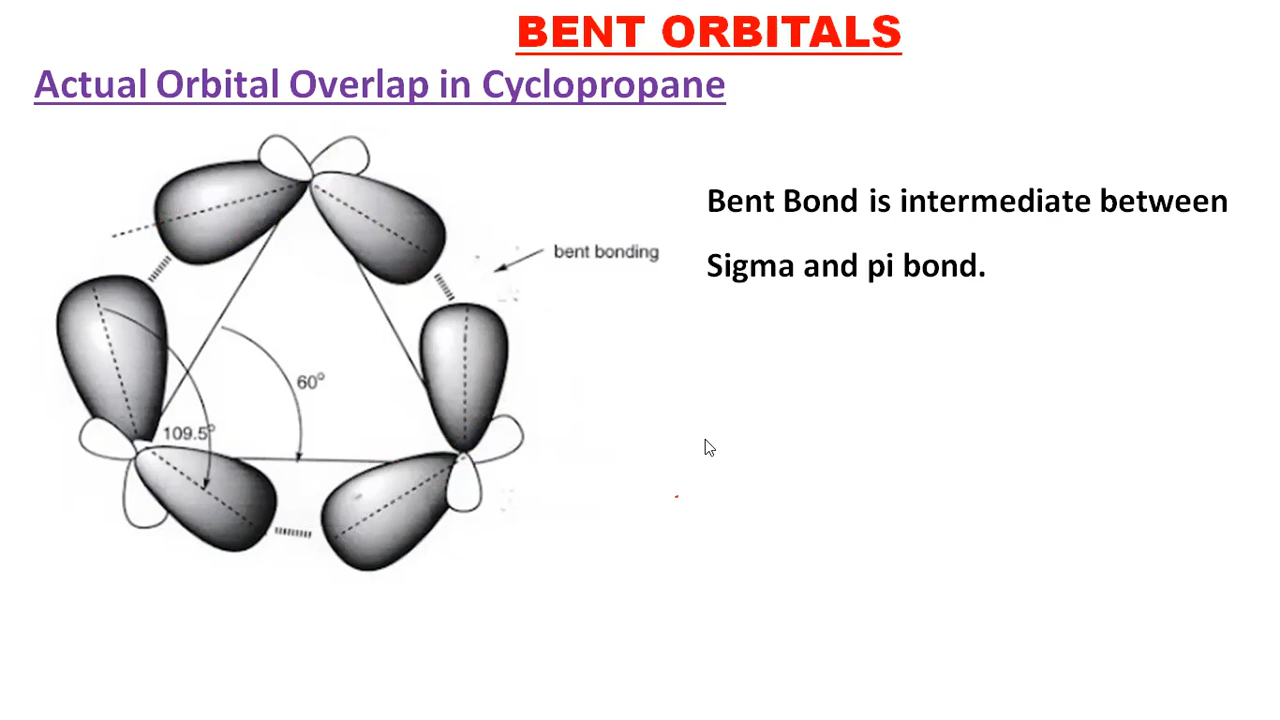 BENT ORBITALS
Actual Orbital Overlap in Cyclopropane
Bent Bond is intermediate between
Sigma and pi bond.
bent bonding
60°
109.5°